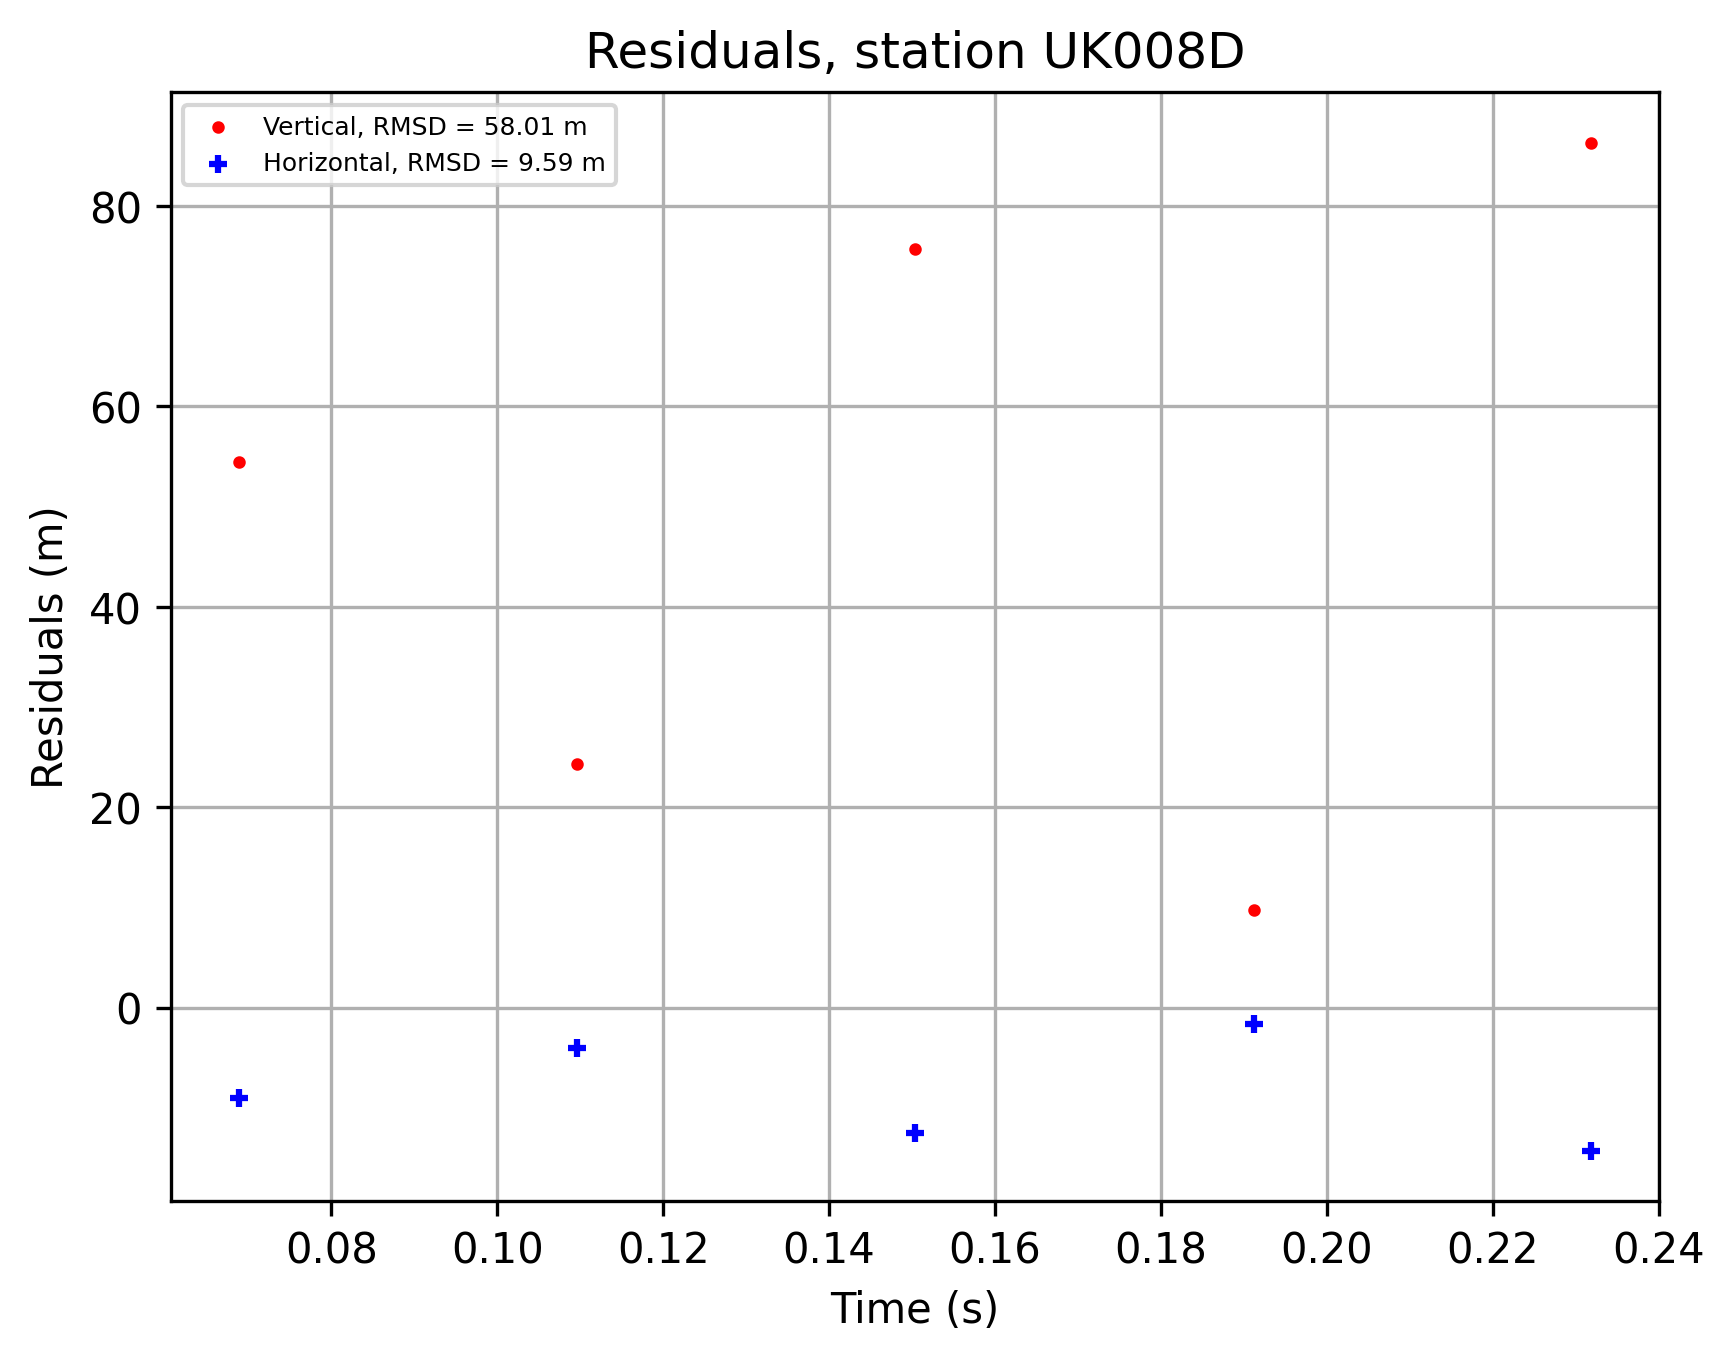 Residuals, station UK008D
Vertical, RMSD = 58.01 m
Horizontal, RMSD = 9.59 m
80
60
40
20
0
Residuals (m)
0.08 0.10 0.12 0.14 0.16 0.18 0.20 0.22 0.24
Time (s)